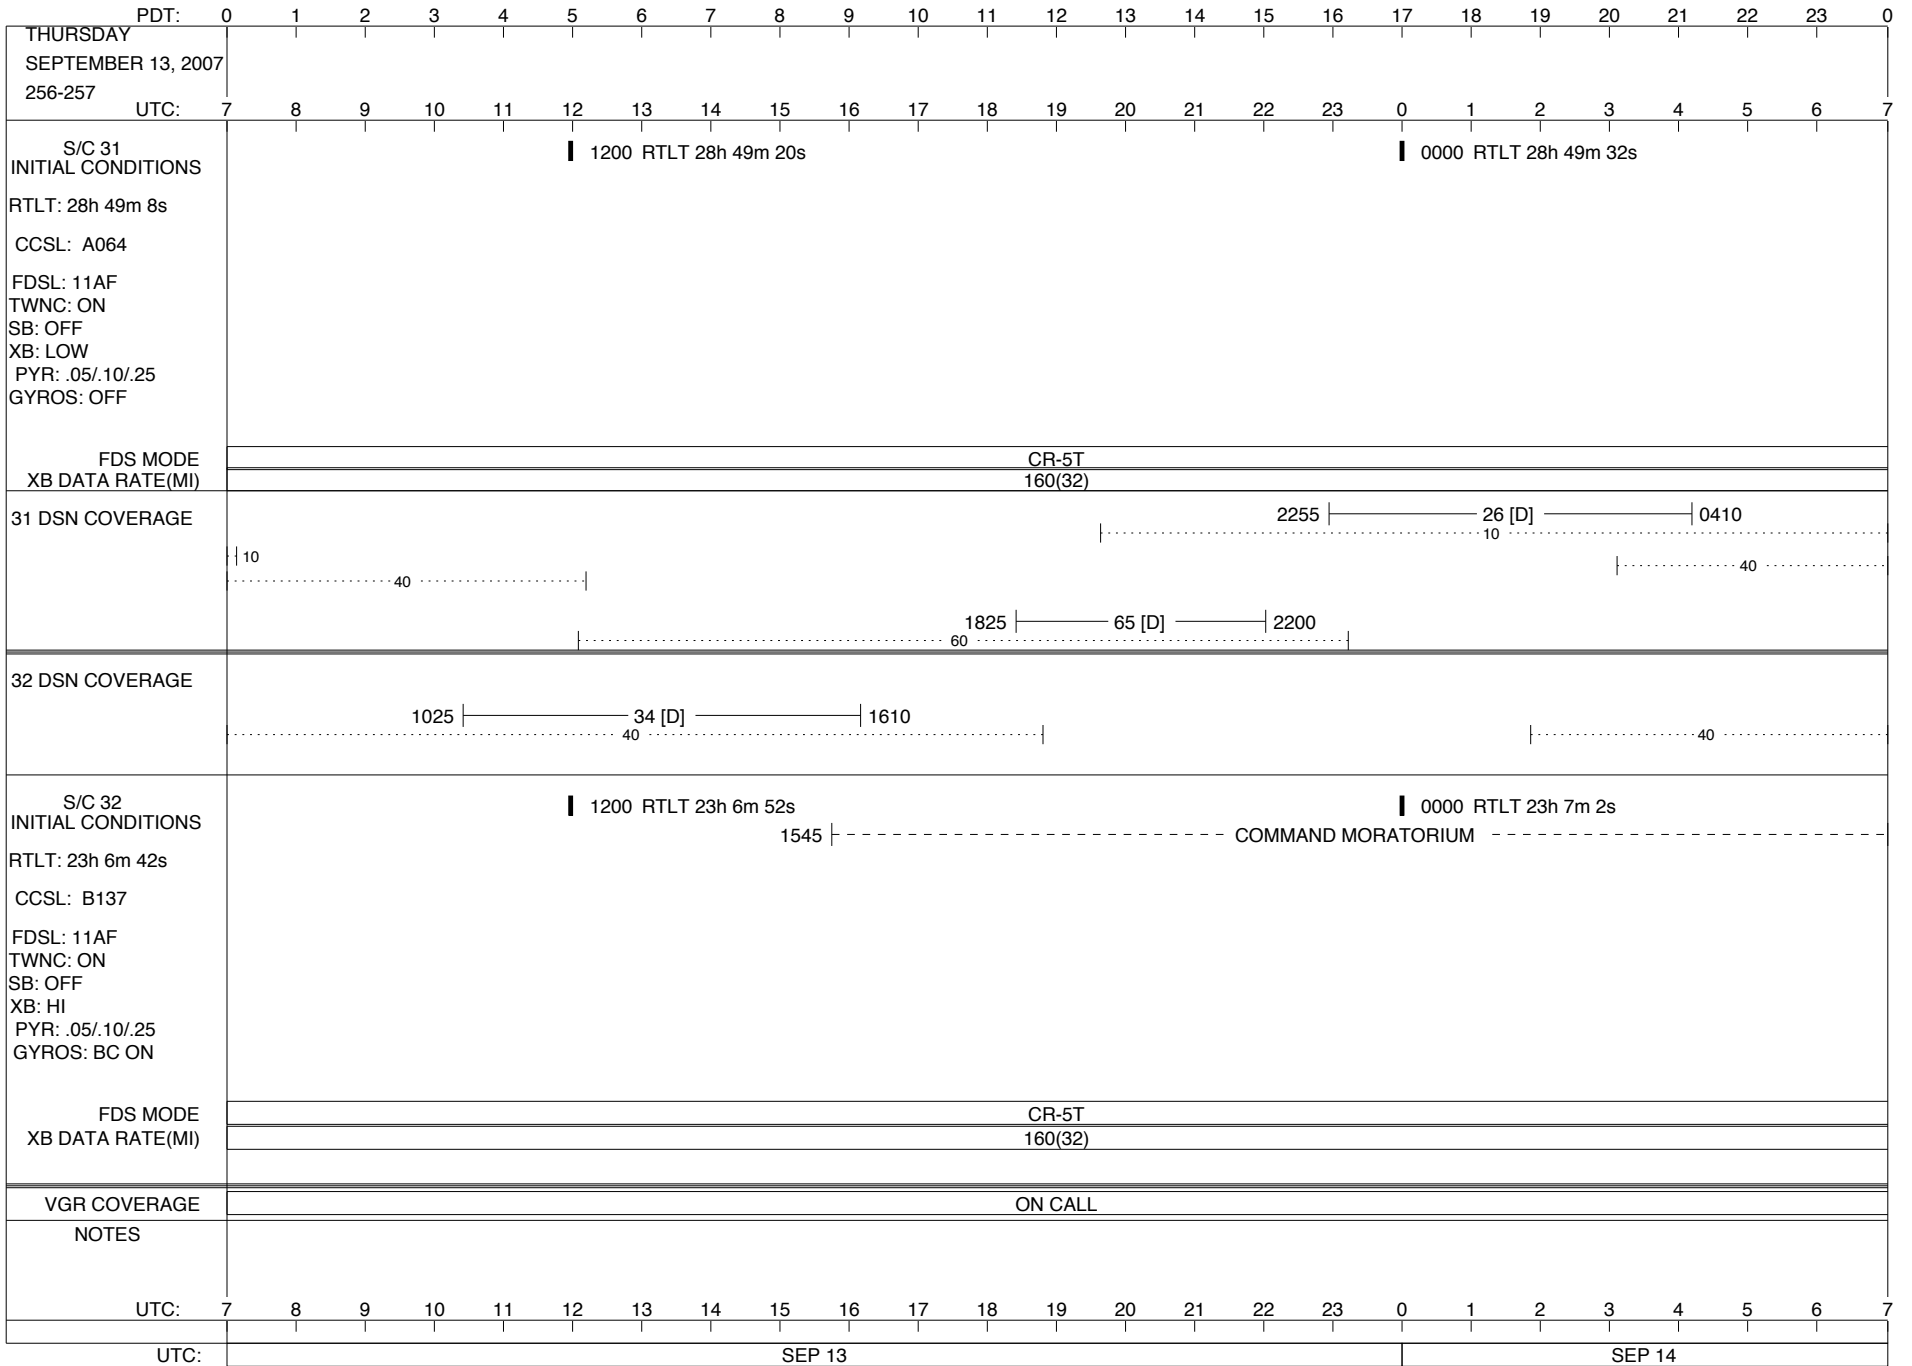 PDT: 0 1 2 3 4 5 6 7 8 9 10 11 12 13 14 15 16 17 18 19 20 21 22 23 0
THURSDAY
SEPTEMBER 13, 2007
256-257
UTC: 7 8 9 10 11 12 13 14 15 16 17 18 19 20 21 22 23 0 1 2 3 4 5 6 7
S/C 31
INITIAL CONDITIONS
1200 RTLT 28h 49m 20s
0000 RTLT 28h 49m 32s
RTLT: 28h 49m 8s
CCSL: A064
FDSL: 11AF
TWNC: ON
SB: OFF
XB: LOW
PYR: .05/.10/.25
GYROS: OFF
FDS MODE CR-5T
XB DATA RATE(MI) 160(32)
31 DSN COVERAGE
2255 26 [D] 0410
10
10
40
40
1825 65 [D] 2200
60
32 DSN COVERAGE
1025 34 [D] 1610
40 40
S/C 32
INITIAL CONDITIONS
1200 RTLT 23h 6m 52s
0000 RTLT 23h 7m 2s
1545 COMMAND MORATORIUM
RTLT: 23h 6m 42s
CCSL: B137
FDSL: 11AF
TWNC: ON
SB: OFF
XB: HI
PYR: .05/.10/.25
GYROS: BC ON
FDS MODE CR-5T
XB DATA RATE(MI) 160(32)
VGR COVERAGE ON CALL
NOTES
UTC: 7 8 9 10 11 12 13 14 15 16 17 18 19 20 21 22 23 0 1 2 3 4 5 6 7
UTC: SEP 13 SEP 14